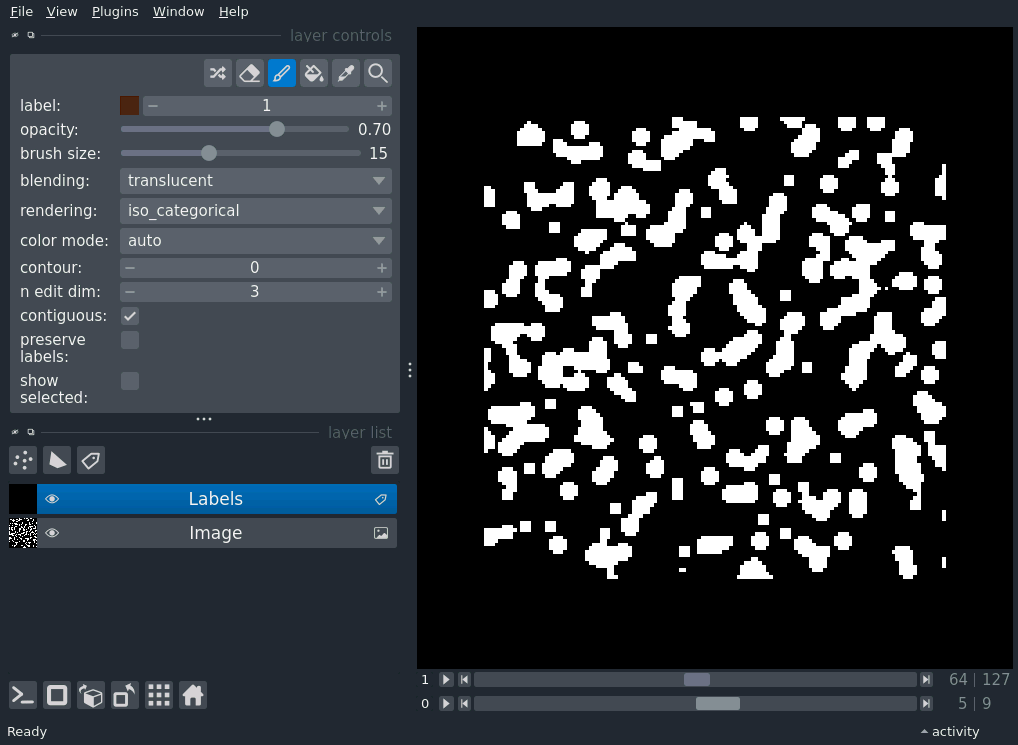 File View Plugins Window Help
layer controls
label: 1
opacity: 0.70
brush size: 15
blending: translucent
rendering: iso_categorical
color mode: auto
contour: 0
n edit dim: 3
contiguous:
preserve
labels:
show
selected:
layer list
Labels
Image
1 64 | 127
0 5 | 9
Ready activity